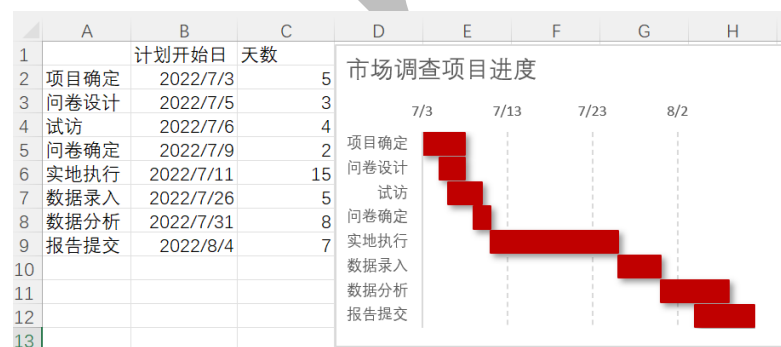 A B C D E F G H
1 计划开始日 天数
2 项目确定 2022/7/3 5
3 问卷设计 2022/7/5 3
4 试访 2022/7/6 4
5 问卷确定 2022/7/9 2
6 实地执行 2022/7/11 15
7 数据录入 2022/7/26 5
8 数据分析 2022/7/31 8
9 报告提交 2022/8/4 7
10
11
12
13
市场调查项目进度
7/3 7/13 7/23 8/2
项目确定
问卷设计
试访
问卷确定
实地执行
数据录入
数据分析
报告提交